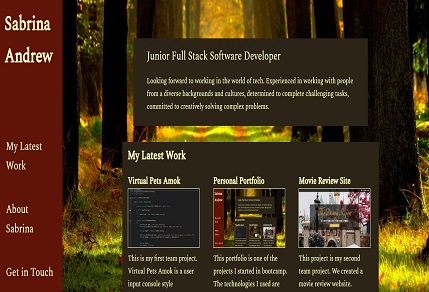 Sabrina
Andrew
My Latest
Work
About
Sabrina
Get in Touch
Junior Full Stack Software Developer
Looking forward to working in the world of tech. Experienced in working with people
from a diverse backgrounds and cultures, determined to complete challenging tasks,
committed to creatively solving complex problems.
My Latest Work
Virtual Pets Amok
This is my first team project.
Virtual Pets Amok is a user
input console style
Personal Portfolio
This portfolio is one of the
projects I started in bootcamp.
The technologies I used are
Movie Review Site
This project is my second
team project. We created a
movie review website.